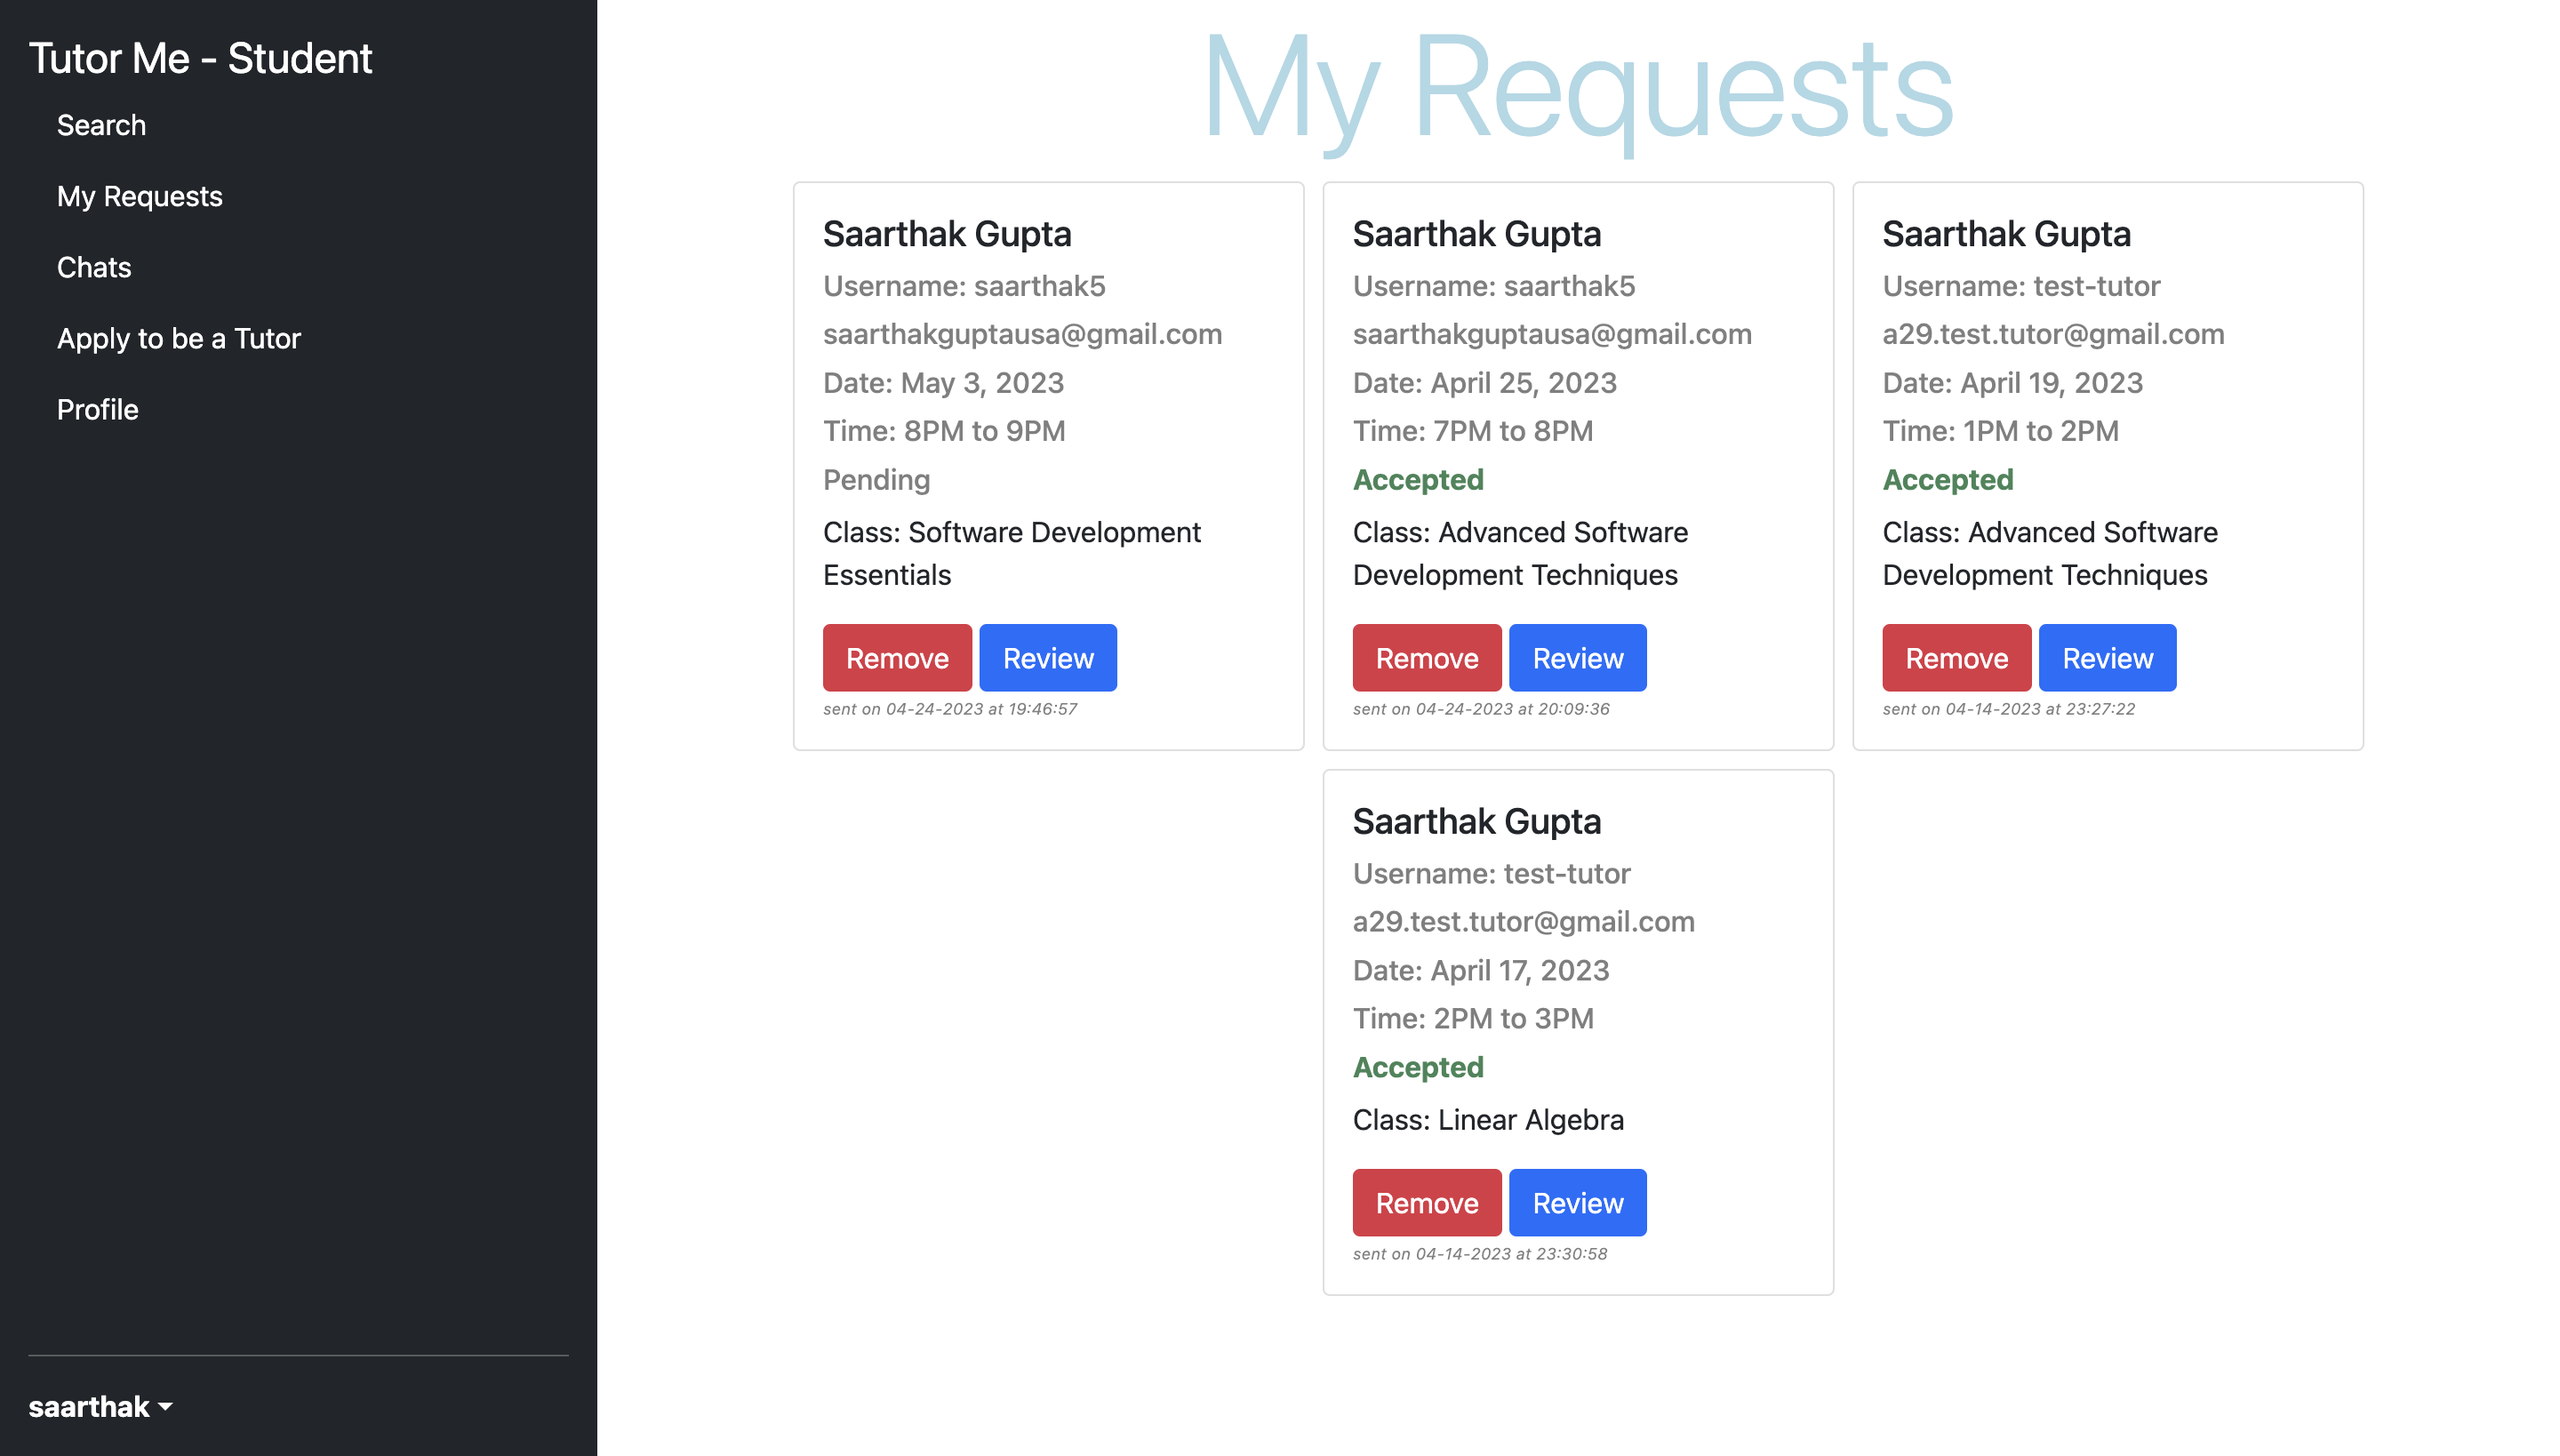 Tutor Me - Student
Search
My Requests
Chats
Apply to be a Tutor
Profile
saarthak
My Requests
Saarthak Gupta
Username: saarthak5
saarthakguptausa@gmail.com
Date: May 3, 2023
Time: 8PM to 9PM
Pending
Class: Software Development
Essentials
Remove
Review
sent on 04-24-2023 at 19:46:57
Saarthak Gupta
Username: saarthak5
saarthakguptausa@gmail.com
Date: April 25, 2023
Time: 7PM to 8PM
Accepted
Class: Advanced Software
Development Techniques
Remove
Review
sent on 04-24-2023 at 20:09:36
Saarthak Gupta
Username: test-tutor
a29.test.tutor@gmail.com
Date: April 19, 2023
Time: 1PM to 2PM
Accepted
Class: Advanced Software
Development Techniques
Remove
Review
sent on 04-14-2023 at 23:27:22
Saarthak Gupta
Username: test-tutor
a29.test.tutor@gmail.com
Date: April 17, 2023
Time: 2PM to 3PM
Accepted
Class: Linear Algebra
Remove
Review
sent on 04-14-2023 at 23:30:58